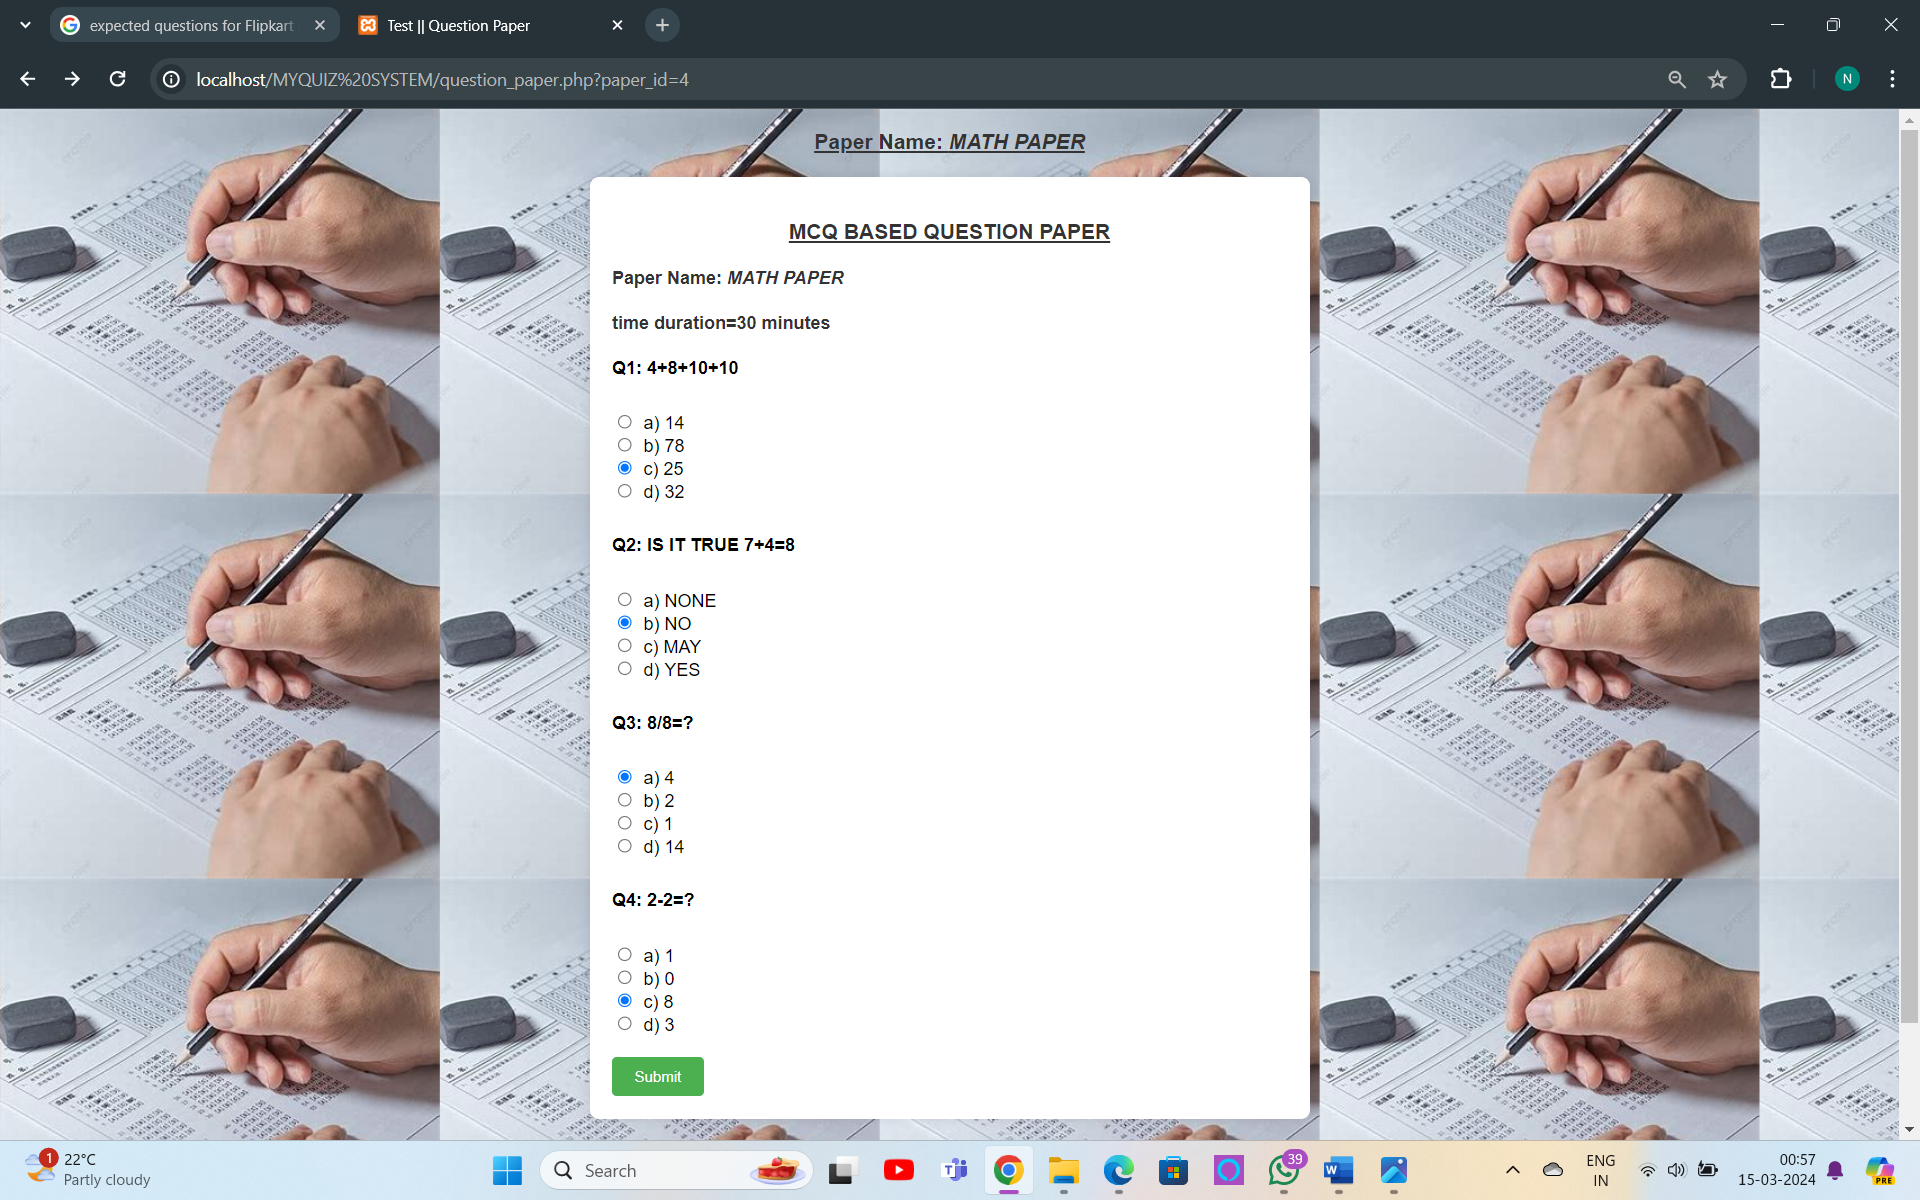 expected questions for Flipkart
Test || Question Paper
localhost/MYQUIZ%20SYSTEM/question_paper.php?paper_id=4
N
Paper Name: MATH PAPER
MCQ BASED QUESTION PAPER
Paper Name: MATH PAPER
time duration=30 minutes
Q1: 4+8+10+10
a) 14
b) 78
c) 25
d) 32
Q2: IS IT TRUE 7+4=8
a) NONE
b) NO
c) MAY
d) YES
Q3: 8/8=?
a) 4
b) 2
c) 1
d) 14
Q4: 2-2=?
a) 1
b) 0
c) 8
d) 3
Submit
1
22°C
Partly cloudy
Search
39
ENG
IN
00:57
15-03-2024
PRE